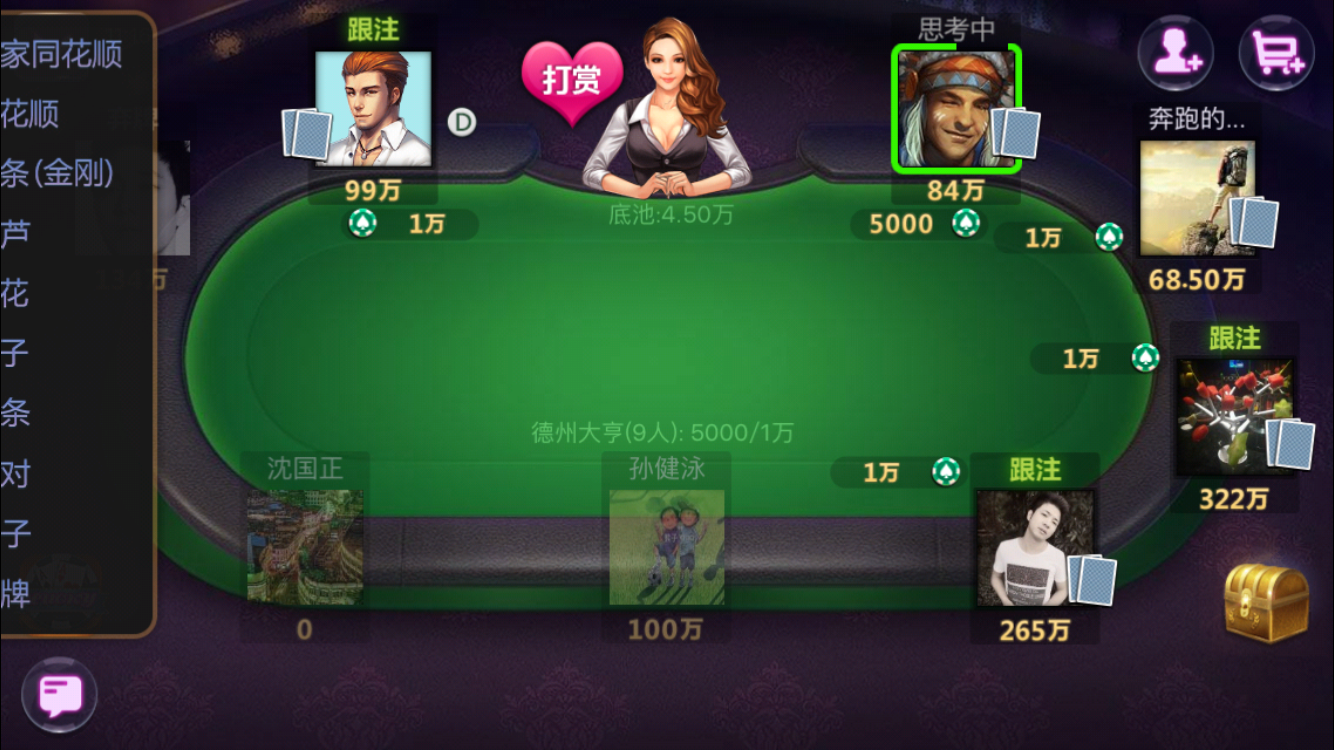 家同花顺
花顺
条(金刚)
芦
花
子
条
对
子
牌
跟注
99万
1万
D
打赏
底池:4.50万
思考中
84万
5000
1万
奔跑的...
68.50万
跟注
1万
322万
德州大亨(9人): 5000/1万
沈国正
0
孙健泳
100万
1万
跟注
265万